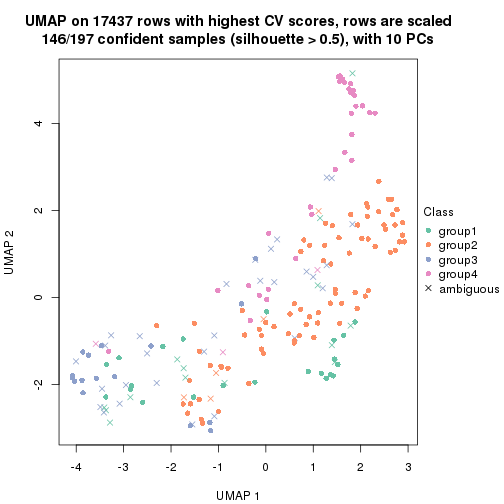 UMAP on 17437 rows with highest CV scores, rows are scaled
146/197 confident samples (silhouette > 0.5), with 10 PCs
4
2
0
-2
UMAP 2
-4
-3
-2
-1
0
1
2
3
UMAP 1
Class
group1
group2
group3
group4
ambiguous